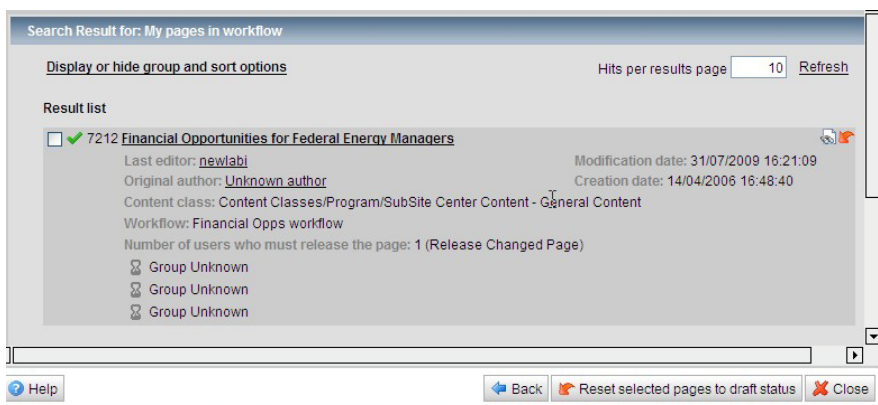 Search Result for: My pages in workflow
Display or hide group and sort options
Hits per results page 10 Refresh
Result list
7212 Financial Opportunities for Federal Energy Managers
Last editor: newlabi Modification date: 31/07/2009 16:21:09
Original author: Unknown author Creation date: 14/04/2006 16:48:40
Content class: Content Classes/Program/SubSite Center Content - General Content
Workflow: Financial Opps workflow
Number of users who must release the page: 1 (Release Changed Page)
Group Unknown
Group Unknown
Group Unknown
Help Back Reset selected pages to draft status Close